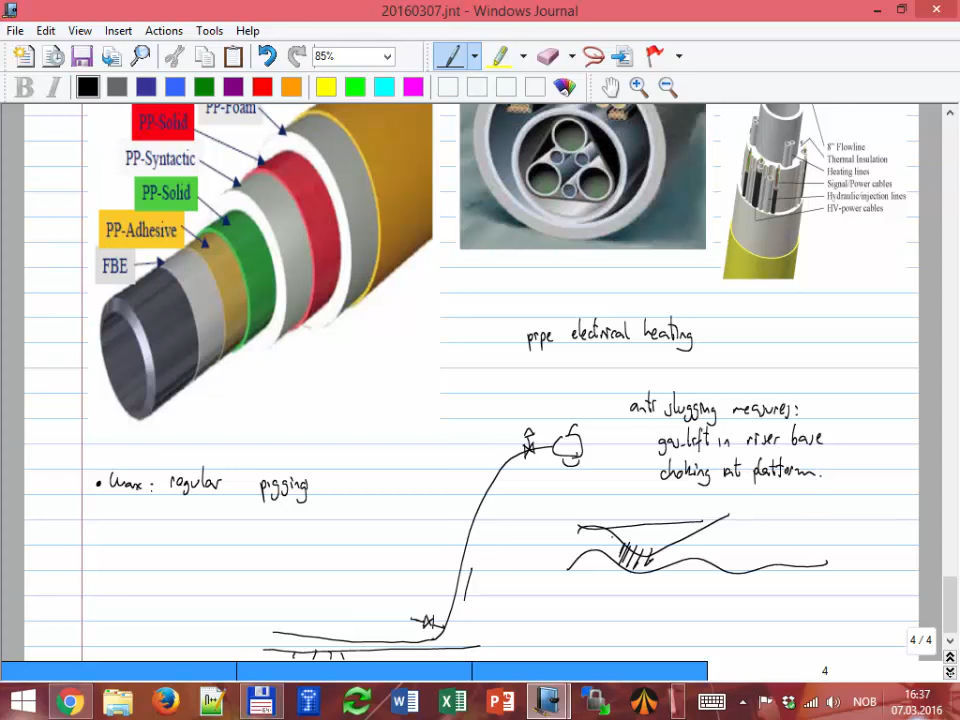 20160307.jnt - Windows Journal
File Edit View Insert Actions Tools Help
85%
B I
PP-Foam
PP-Solid
PP-Syntactic
PP-Solid
PP-Adhesive
FBE
8" Flowline
Thermal Insulation
Heating lines
Signal/Power cables
Hydraulic/injection lines
HV-power cables
pipe electrical heating
anti slugging measures:
gas-lift in riser base
choking at platform.
• Wax: regular pigging
4 / 4
4
NOB
16:37
07.03.2016